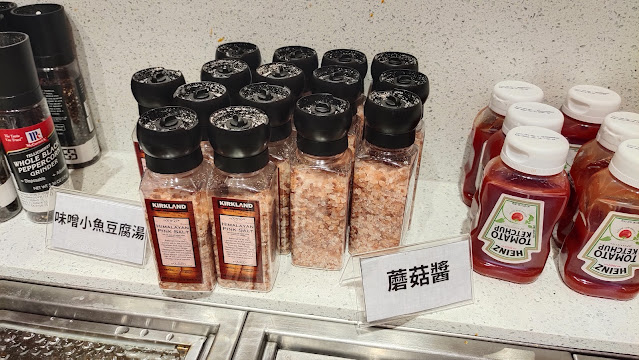 McCormick
WHOLE BLACK
PEPPERCORN
GRINDER
味噌小魚豆腐湯
KIRKLAND
HIMALAYAN
PINK SALT
KIRKLAND
HIMALAYAN
PINK SALT
蘑菇醬
HEINZ
TOMATO
KETCHUP
HEINZ
TOMATO
KETCHUP